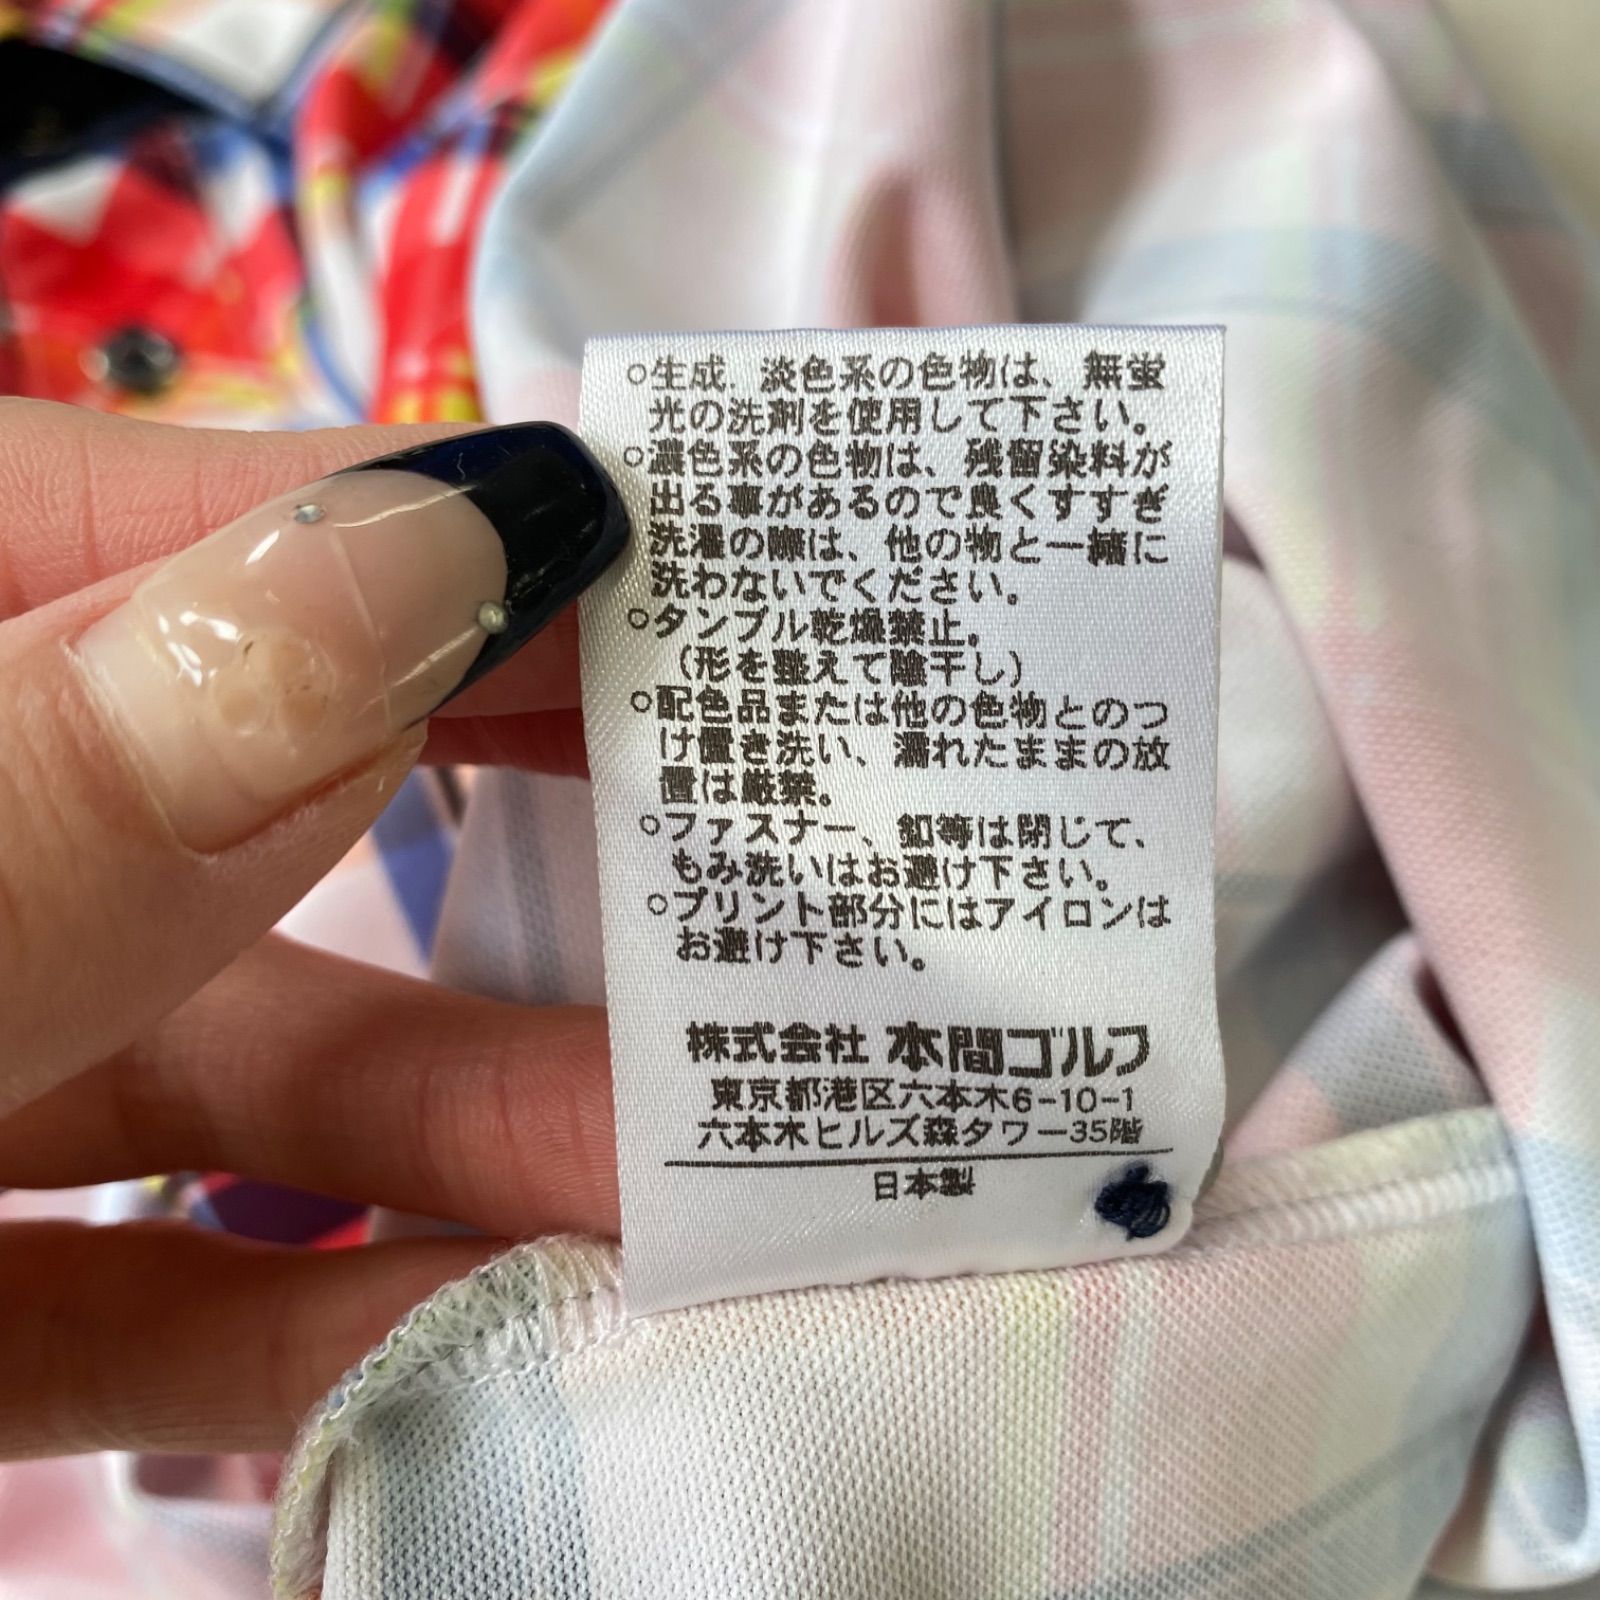 ○生成、淡色系の色物は、無蛍
光の洗剤を使用して下さい。
○濃色系の色物は、残留染料が
出る事があるので良くすすぎ
洗濯の際は、他の物と一緒に
洗わないでください。
○タンブル乾燥禁止。
（形を整えて陰干し）
○配色品または他の色物とのつ
け置き洗い、濡れたままの放
置は厳禁。
○ファスナー、釦等は閉じて、
もみ洗いはお避け下さい。
○プリント部分にはアイロンは
お避け下さい。
株式会社 本間ゴルフ
東京都港区六本木6-10-1
六本木ヒルズ森タワー35階
日本製